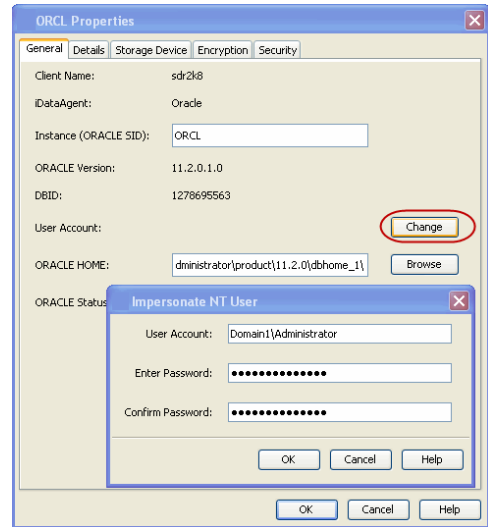 ORCL Properties
General Details Storage Device Encryption Security
Client Name: sdr2k8
iDataAgent: Oracle
Instance (ORACLE SID): ORCL
ORACLE Version: 11.2.0.1.0
DBID: 1278695563
User Account: Change
ORACLE HOME: dministrator\product\11.2.0\dbhome_1\ Browse
ORACLE Status
Impersonate NT User
User Account: Domain1\Administrator
Enter Password: ●●●●●●●●●●●●●●
Confirm Password: ●●●●●●●●●●●●●●
OK Cancel Help
OK Cancel Help